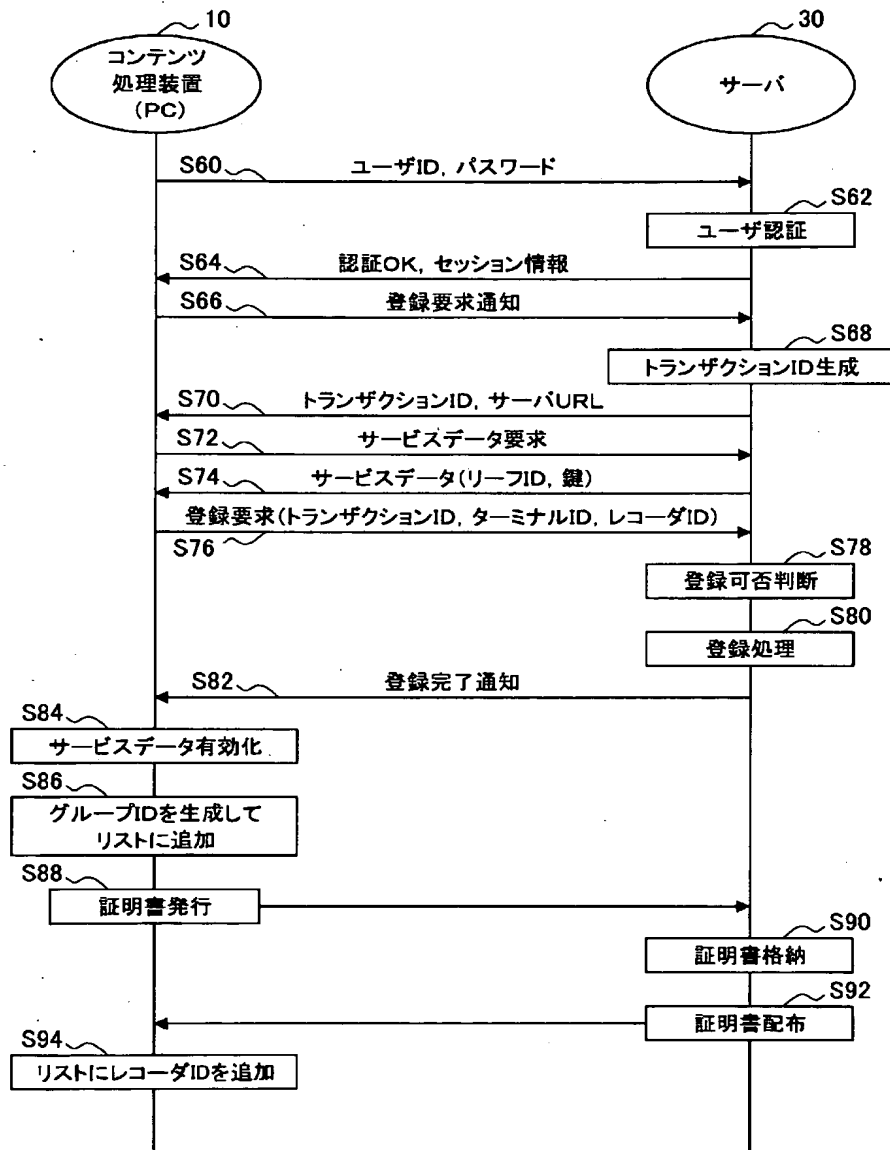 10
コンテンツ
処理装置
(PC)
30
サーバ
S60
ユーザID, パスワード
S62
ユーザ認証
S64
認証OK, セッション情報
S66
登録要求通知
S68
トランザクションID生成
S70
トランザクションID, サーバURL
S72
サービスデータ要求
S74
サービスデータ(リーフID, 鍵)
登録要求(トランザクションID, ターミナルID, レコーダID)
S76
S78
登録可否判断
S80
登録処理
S82
登録完了通知
S84
サービスデータ有効化
S86
グループIDを生成して
リストに追加
S88
証明書発行
S90
証明書格納
S92
証明書配布
S94
リストにレコーダIDを追加